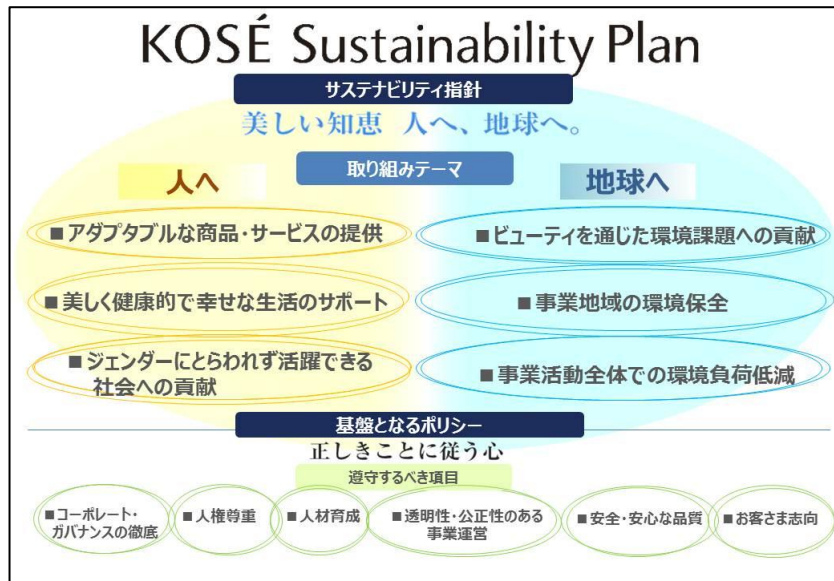 KOSÉ Sustainability Plan
サステナビリティ指針
美しい知恵 人へ、地球へ。
取り組みテーマ
人へ
地球へ
■アダプタブルな商品・サービスの提供
■美しく健康的で幸せな生活のサポート
■ジェンダーにとらわれず活躍できる
社会への貢献
■ビューティを通じた環境課題への貢献
■事業地域の環境保全
■事業活動全体での環境負荷低減
基盤となるポリシー
正しきことに従う心
遵守するべき項目
■コーポレート・
ガバナンスの徹底
■人権尊重
■人材育成
■透明性・公正性のある
事業運営
■安全・安心な品質
■お客さま志向